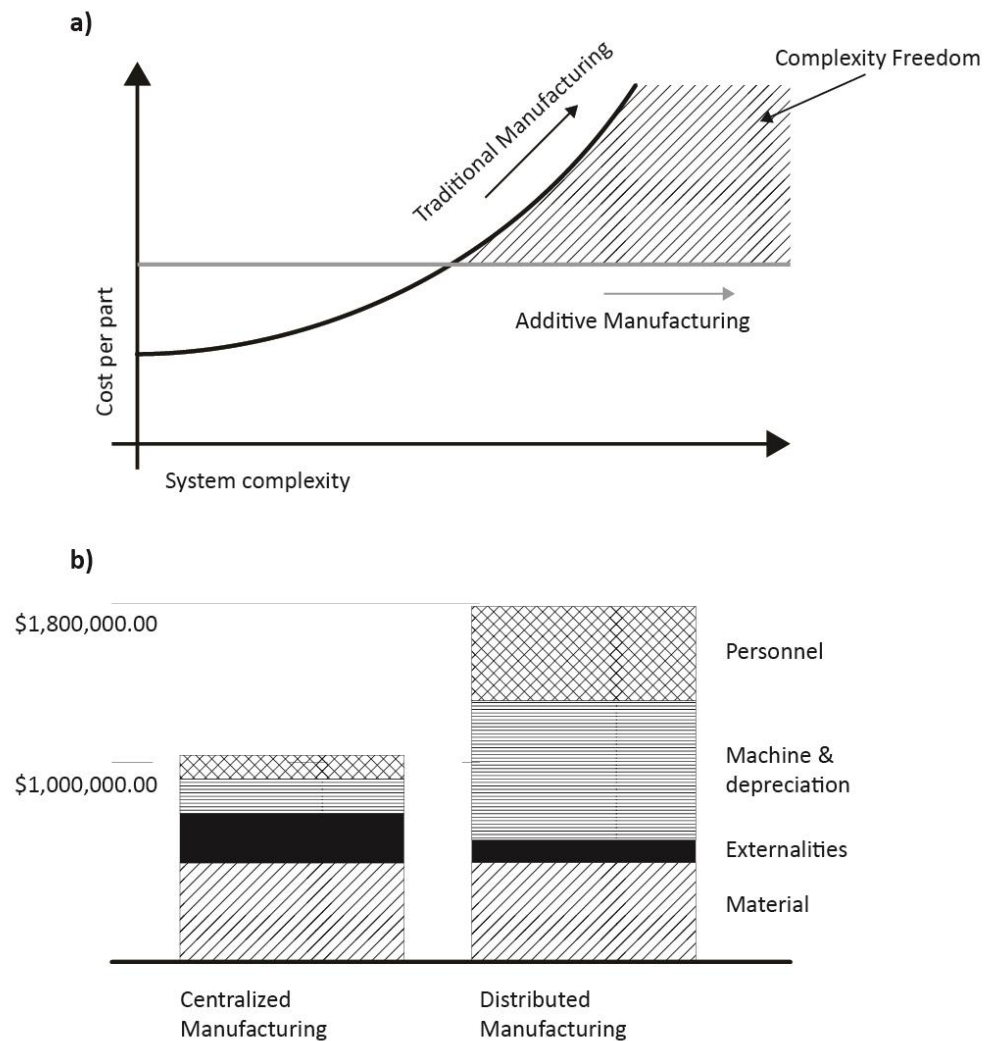 a)
Complexity Freedom
Traditional Manufacturing
Cost per part
Additive Manufacturing
System complexity
b)
$1,800,000.00
Personnel
Machine &
depreciation
$1,000,000.00
Externalities
Material
Centralized
Manufacturing
Distributed
Manufacturing